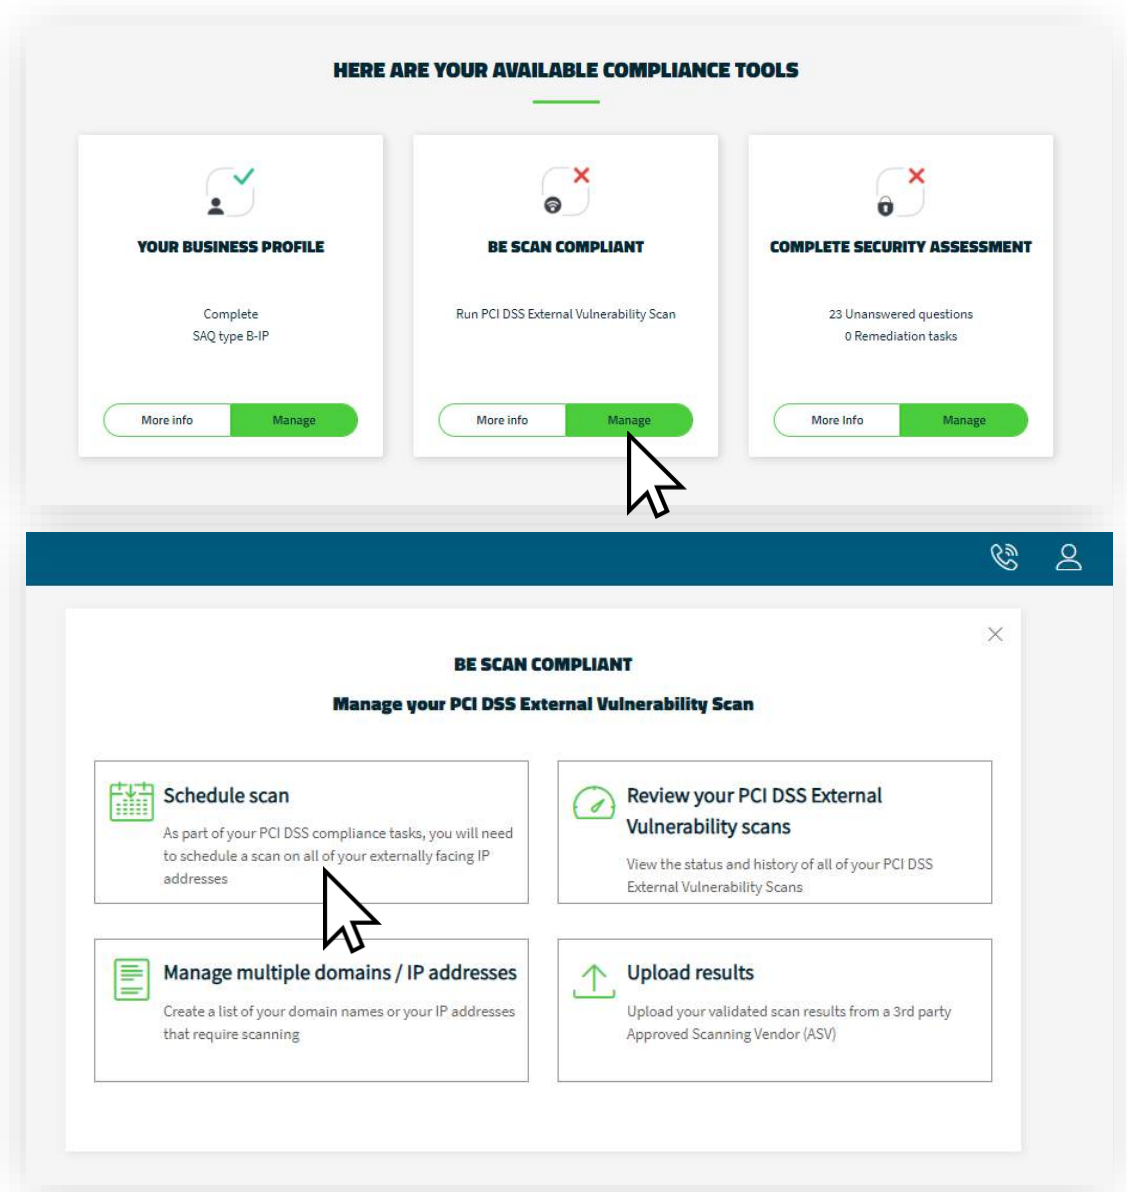 HERE ARE YOUR AVAILABLE COMPLIANCE TOOLS
YOUR BUSINESS PROFILE
Complete
SAQ type B-IP
More info
Manage
BE SCAN COMPLIANT
Run PCI DSS External Vulnerability Scan
More info
Manage
COMPLETE SECURITY ASSESSMENT
23 Unanswered questions
0 Remediation tasks
More Info
Manage
BE SCAN COMPLIANT
Manage your PCI DSS External Vulnerability Scan
Schedule scan
As part of your PCI DSS compliance tasks, you will need
to schedule a scan on all of your externally facing IP
addresses
Review your PCI DSS External
Vulnerability scans
View the status and history of all of your PCI DSS
External Vulnerability Scans
Manage multiple domains / IP addresses
Create a list of your domain names or your IP addresses
that require scanning
Upload results
Upload your validated scan results from a 3rd party
Approved Scanning Vendor (ASV)